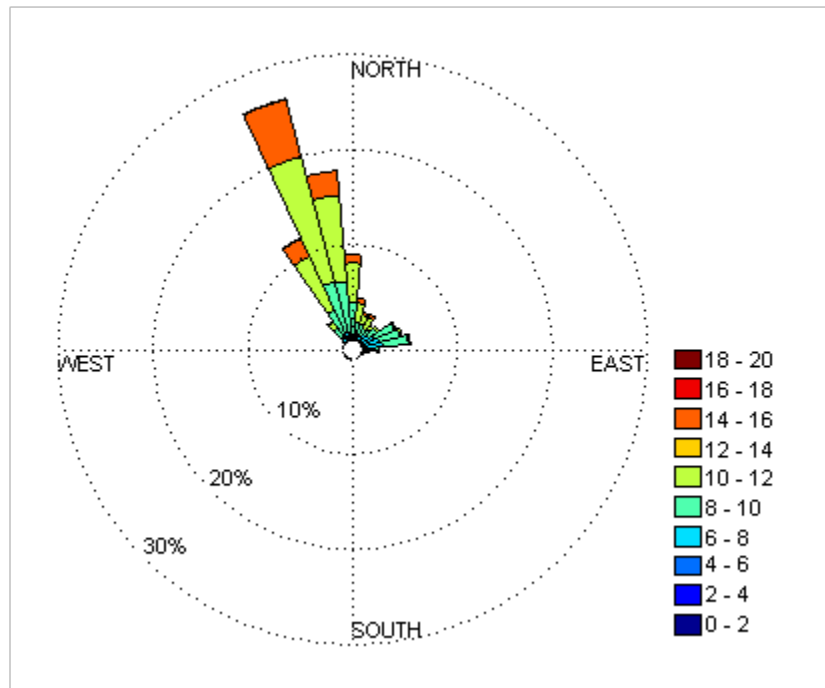 NORTH
WEST
EAST
10%
20%
30%
SOUTH
18 - 20
16 - 18
14 - 16
12 - 14
10 - 12
8 - 10
6 - 8
4 - 6
2 - 4
0 - 2